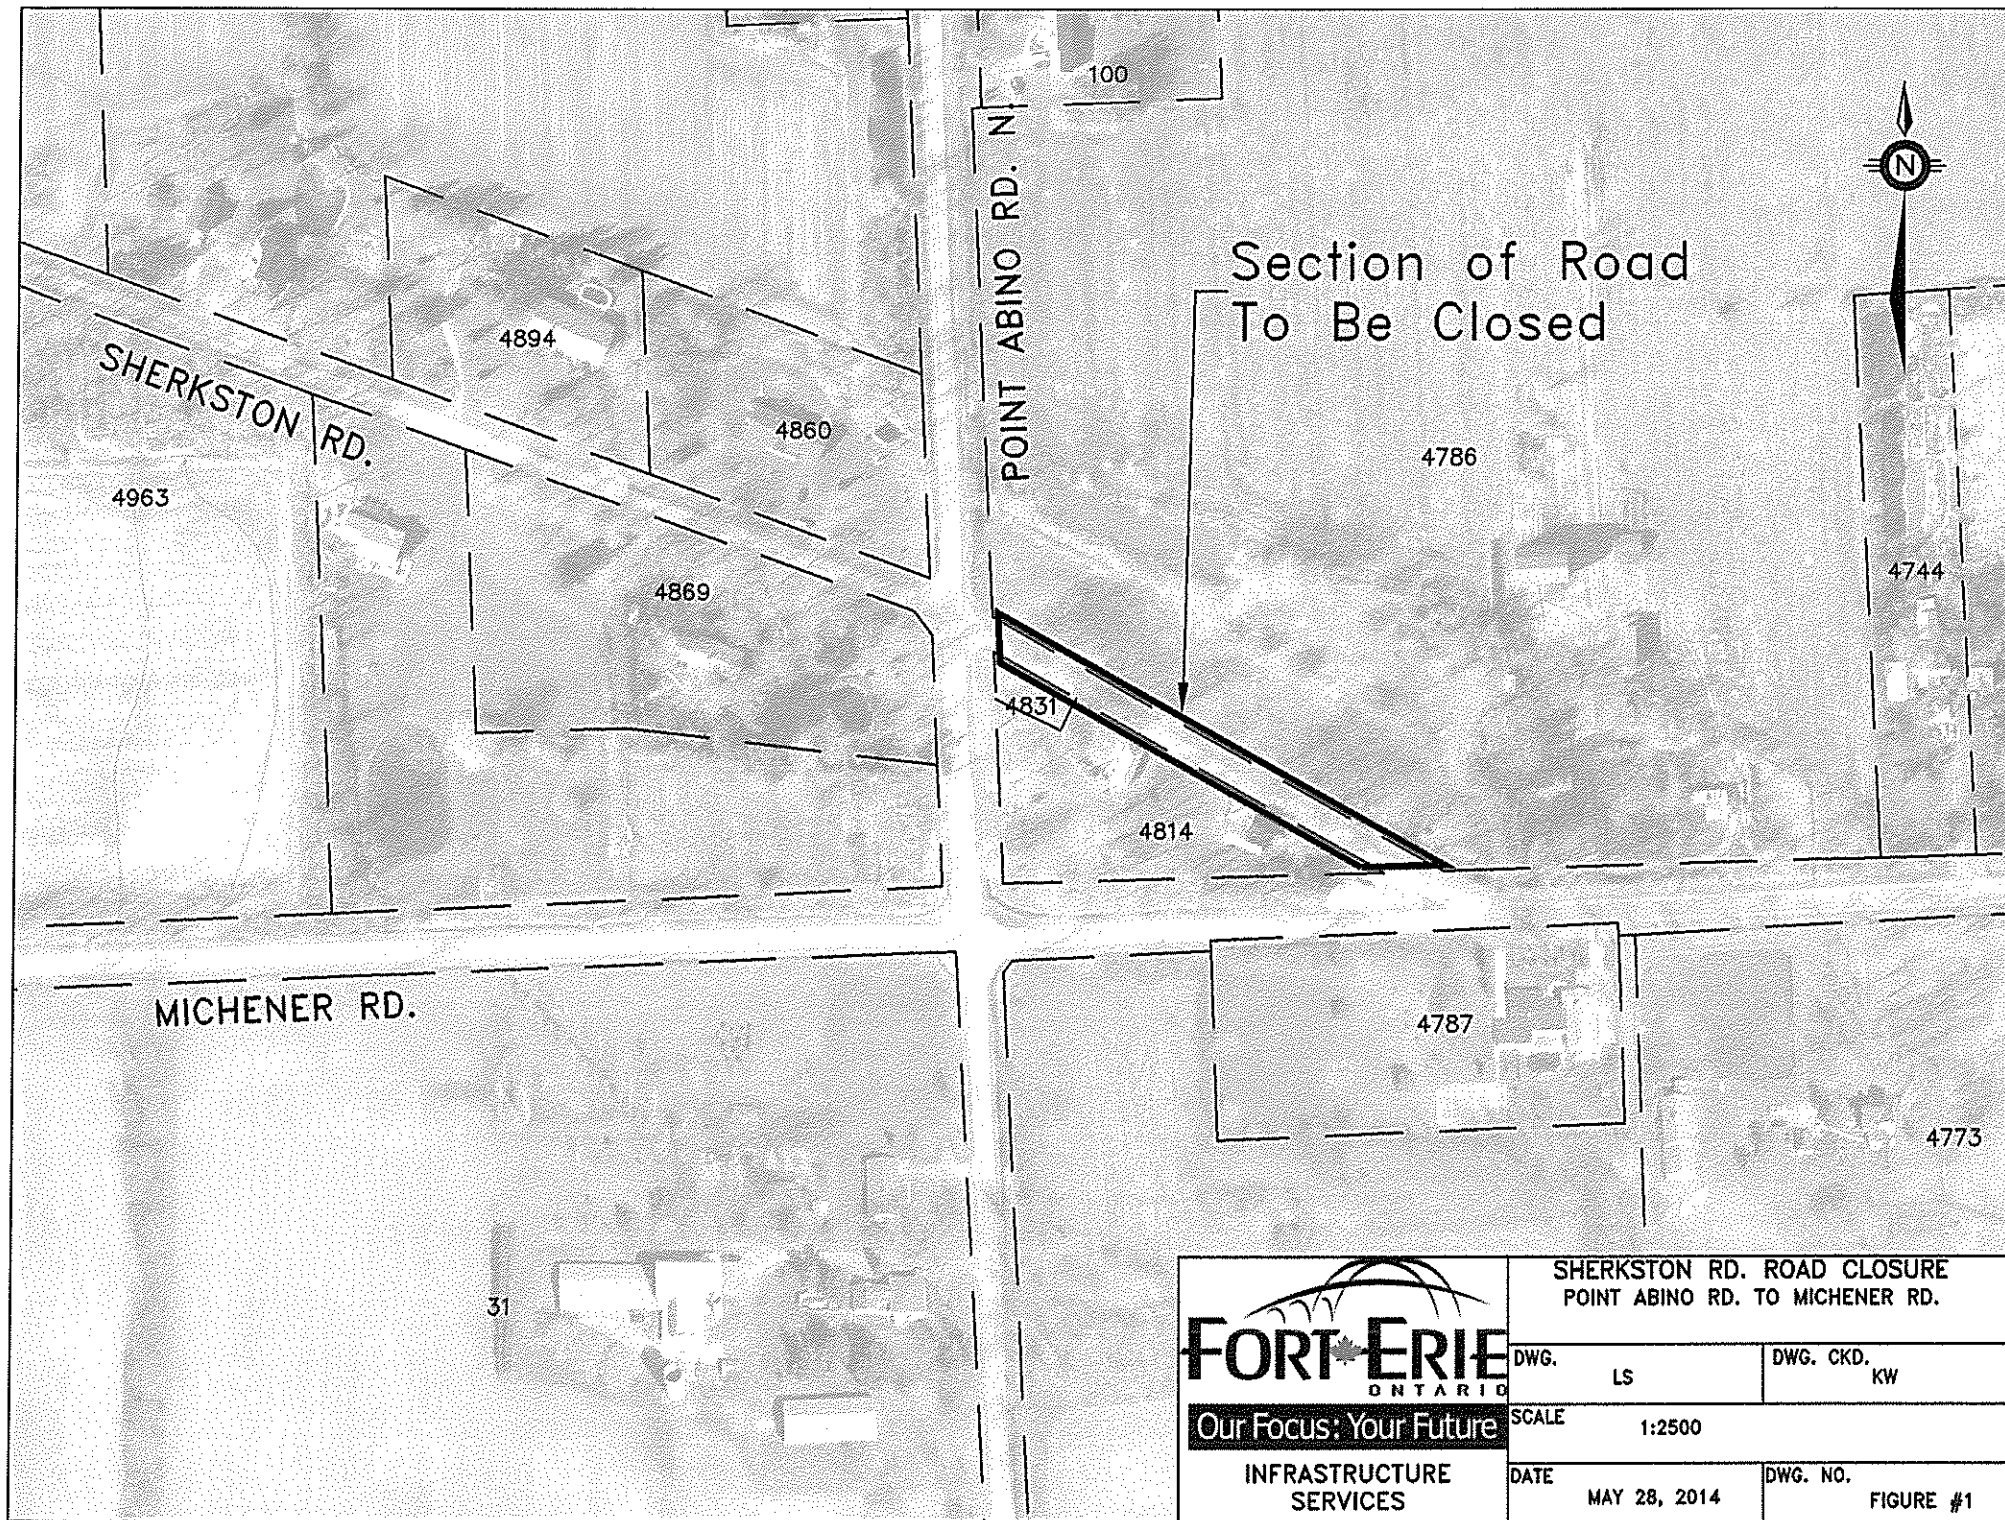 100
N
POINT ABINO RD. N.
Section of Road
To Be Closed
4894
SHERKSTON RD.
4860
4786
4963
4869
4744
4831
4814
MICHENER RD.
4787
4773
31
FORT ERIE
ONTARIO
Our Focus: Your Future
INFRASTRUCTURE
SERVICES
SHERKSTON RD. ROAD CLOSURE
POINT ABINO RD. TO MICHENER RD.
DWG.
LS
DWG. CKD.
KW
SCALE
1:2500
DATE
MAY 28, 2014
DWG. NO.
FIGURE #1